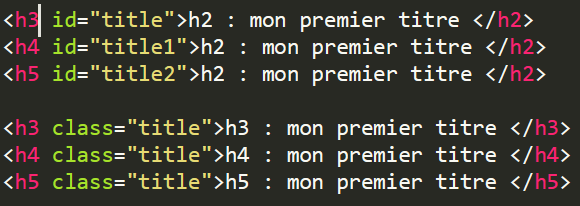 <h3 id="title">h2 : mon premier titre </h2>
<h4 id="title1">h2 : mon premier titre </h2>
<h5 id="title2">h2 : mon premier titre </h2>
<h3 class="title">h3 : mon premier titre </h3>
<h4 class="title">h4 : mon premier titre </h4>
<h5 class="title">h5 : mon premier titre </h5>